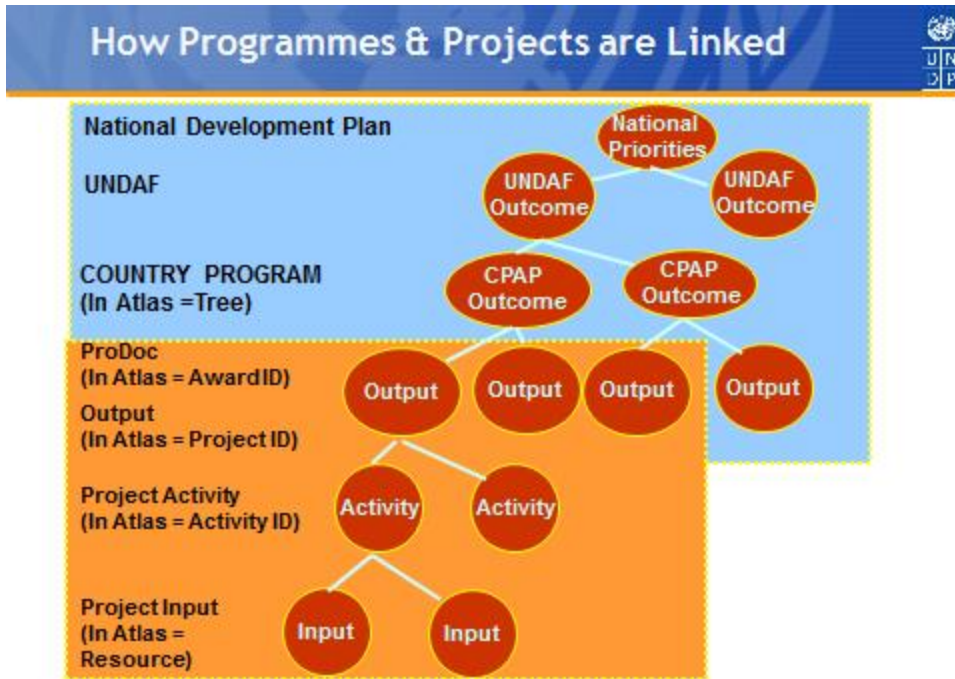 How Programmes & Projects are Linked
U N
D P
National Development Plan
National
Priorities
UNDAF
UNDAF
Outcome
UNDAF
Outcome
COUNTRY PROGRAM
(In Atlas =Tree)
CPAP
Outcome
CPAP
Outcome
ProDoc
(In Atlas = Award ID)
Output
(In Atlas = Project ID)
Output
Output
Output
Output
Project Activity
(In Atlas = Activity ID)
Activity
Activity
Project Input
(In Atlas =
Resource)
Input
Input